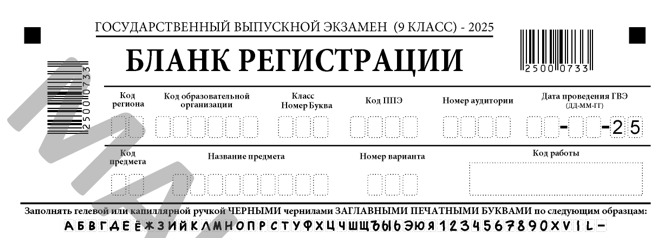 ГОСУДАРСТВЕННЫЙ ВЫПУСКНОЙ ЭКЗАМЕН (9 КЛАСС) - 2025
БЛАНК РЕГИСТРАЦИИ
2500 0733
2500 0733
Код региона
Код образовательной организации
Класс Номер Буква
Код ППЭ
Номер аудитории
Дата проведения ГВЭ (ДД-ММ-ГГ)
- - 25
Код предмета
Название предмета
Номер варианта
Код работы
Заполнять гелевой или капиллярной ручкой ЧЕРНЫМИ чернилами ЗАГЛАВНЫМИ ПЕЧАТНЫМИ БУКВАМИ по следующим образцам:
АБВГДЕЁЖЗИЙКЛМНОПРСТУФХЦЧШЩЪЫЬЭЮЯ1234567890XVIL-